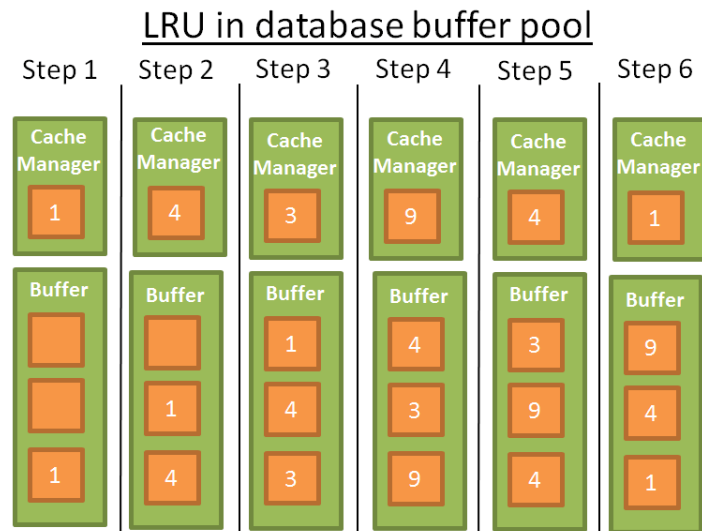 LRU in database buffer pool
Step 1 Step 2 Step 3 Step 4 Step 5 Step 6
Cache
Manager
1
Cache
Manager
4
Cache
Manager
3
Cache
Manager
9
Cache
Manager
4
Cache
Manager
1
Buffer
1
Buffer
1
4
Buffer
1
4
3
Buffer
4
3
9
Buffer
3
9
4
Buffer
9
4
1